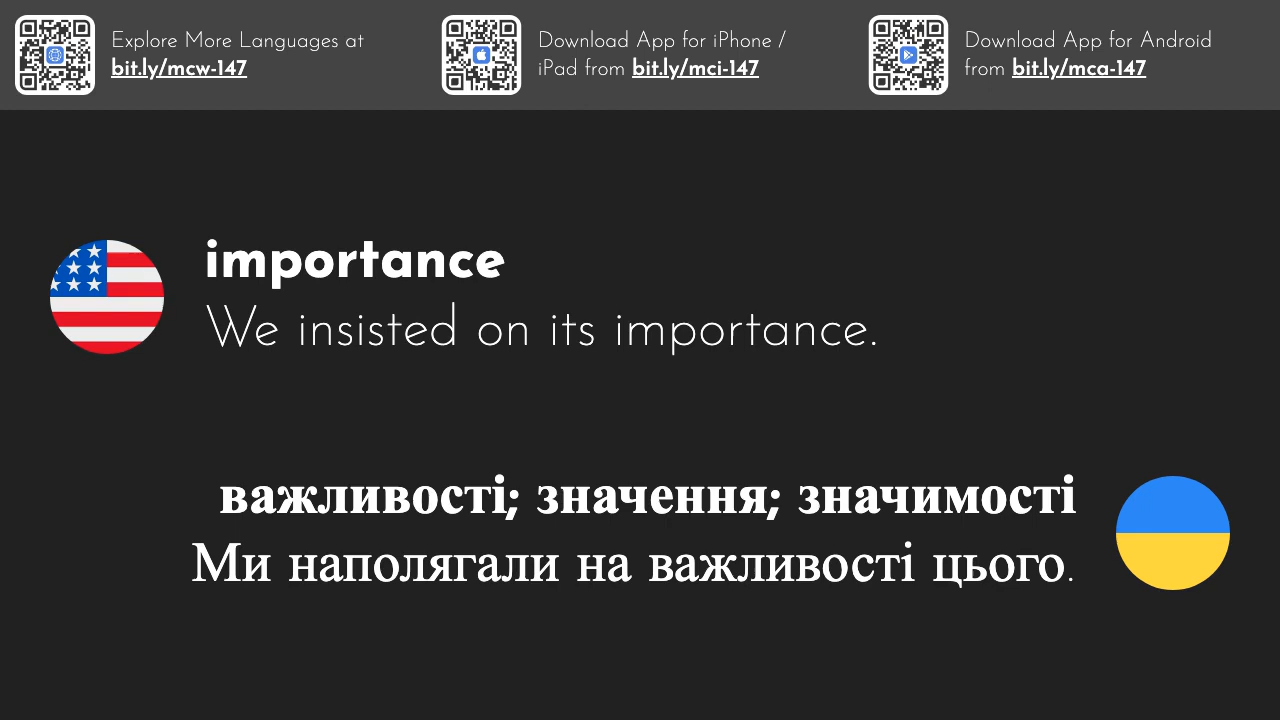 Explore More Languages at
bit.ly/mcw-147
Download App for iPhone /
iPad from bit.ly/mci-147
Download App for Android
from bit.ly/mca-147
importance
We insisted on its importance.
важливості; значення; значимості
Ми наполягали на важливості цього.